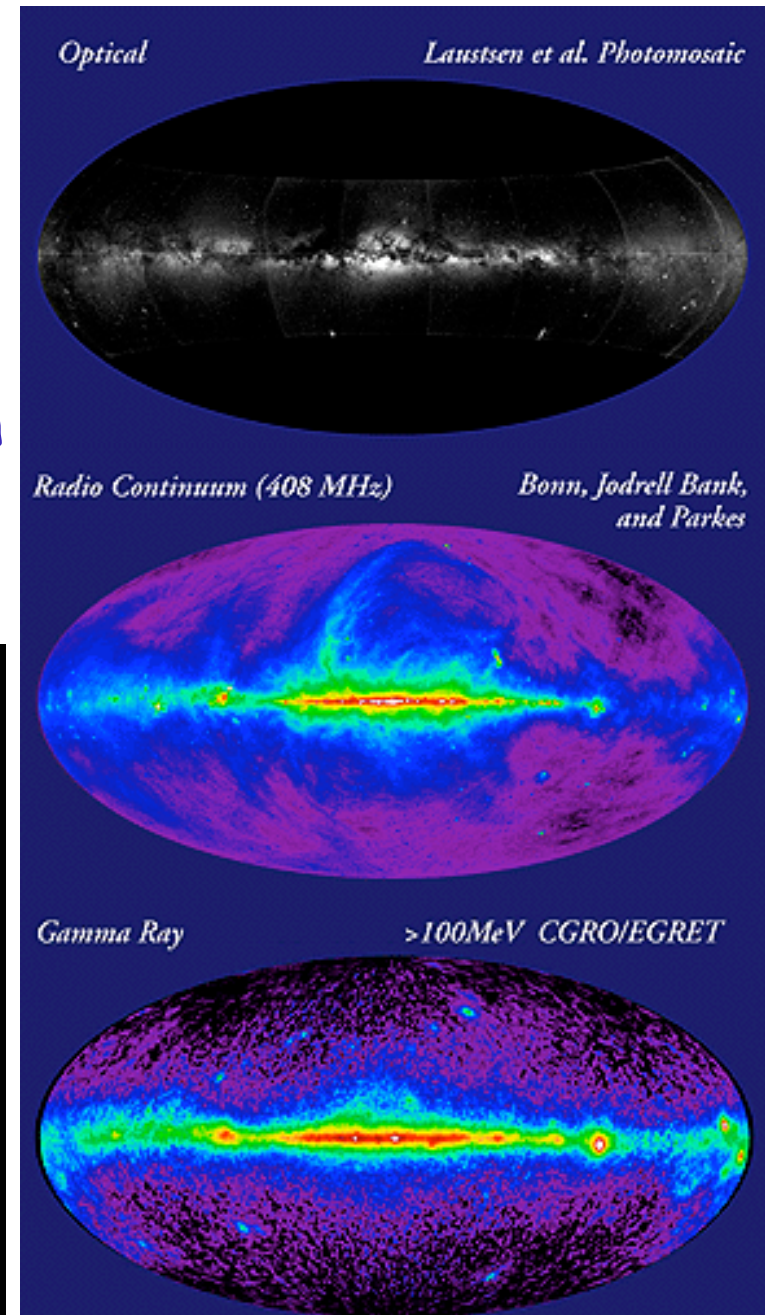 Optical Laustsen et al. Photomosaic
Radio Continuum (408 MHz) Bonn, Jodrell Bank,
and Parkes
Gamma Ray >100MeV CGRO/EGRET